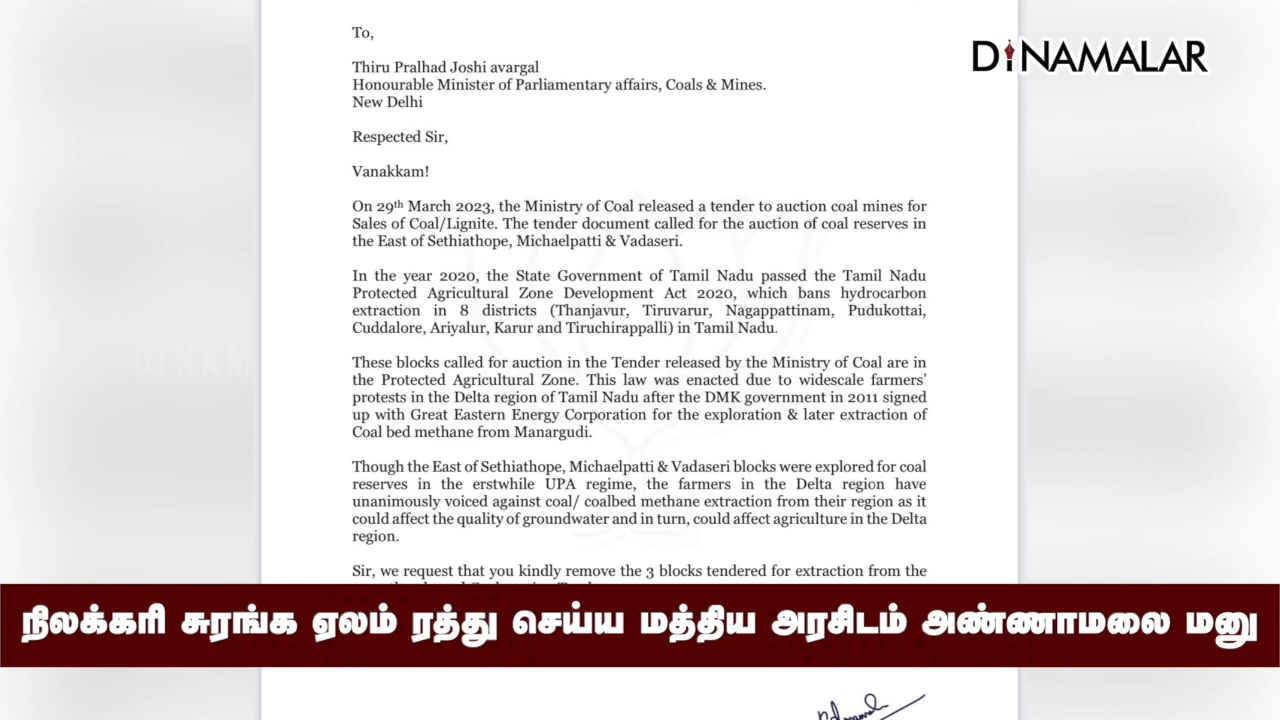 To,
DINAMALAR
Thiru Pralhad Joshi avargal
Honourable Minister of Parliamentary affairs, Coals & Mines.
New Delhi
Respected Sir,
Vanakkam!
On 29th March 2023, the Ministry of Coal released a tender to auction coal mines for
Sales of Coal/Lignite. The tender document called for the auction of coal reserves in
the East of Sethiathope, Michaelpatti & Vadaseri.
In the year 2020, the State Government of Tamil Nadu passed the Tamil Nadu
Protected Agricultural Zone Development Act 2020, which bans hydrocarbon
extraction in 8 districts (Thanjavur, Tiruvarur, Nagappattinam, Pudukottai,
Cuddalore, Ariyalur, Karur and Tiruchirappalli) in Tamil Nadu.
These blocks called for auction in the Tender released by the Ministry of Coal are in
the Protected Agricultural Zone. This law was enacted due to widescale farmers’
protests in the Delta region of Tamil Nadu after the DMK government in 2011 signed
up with Great Eastern Energy Corporation for the exploration & later extraction of
Coal bed methane from Manargudi.
Though the East of Sethiathope, Michaelpatti & Vadaseri blocks were explored for coal
reserves in the erstwhile UPA regime, the farmers in the Delta region have
unanimously voiced against coal/ coalbed methane extraction from their region as it
could affect the quality of groundwater and in turn, could affect agriculture in the Delta
region.
Sir, we request that you kindly remove the 3 blocks tendered for extraction from the
நிலக்கரி சுரங்க ஏலம் ரத்து செய்ய மத்திய அரசிடம் அண்ணாமலை மனு